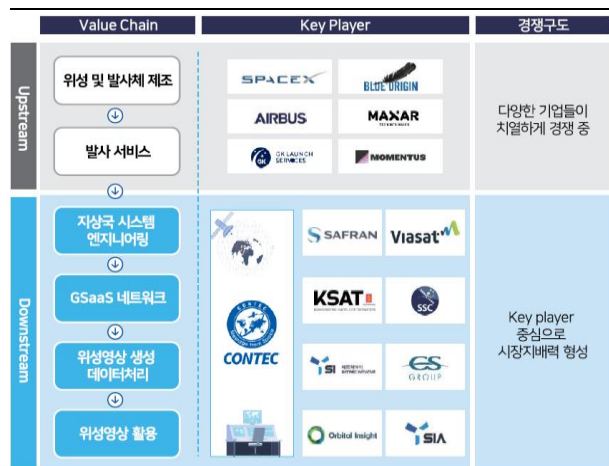 Value Chain
Key Player
경쟁구도
Upstream
위성 및 발사체 제조
발사 서비스
SPACEX
BLUE ORIGIN
AIRBUS
MAXAR
GK LAUNCH
SERVICES
MOMENTUS
다양한 기업들이
치열하게 경쟁 중
Downstream
지상국 시스템
엔지니어링
GSaaS 네트워크
위성영상 생성
데이터처리
위성영상 활용
CONTEC
CONTEC
SAFRAN
Viasat
KSAT
SSC
SI
CS
GROUP
Orbital Insight
SIA
Key player
중심으로
시장지배력 형성